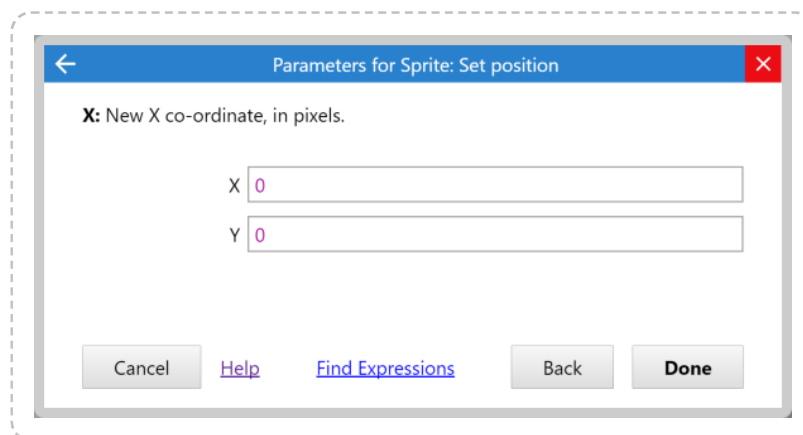 Parameters for Sprite: Set position
X: New X co-ordinate, in pixels.
X 0
Y 0
Cancel Help Find Expressions Back Done